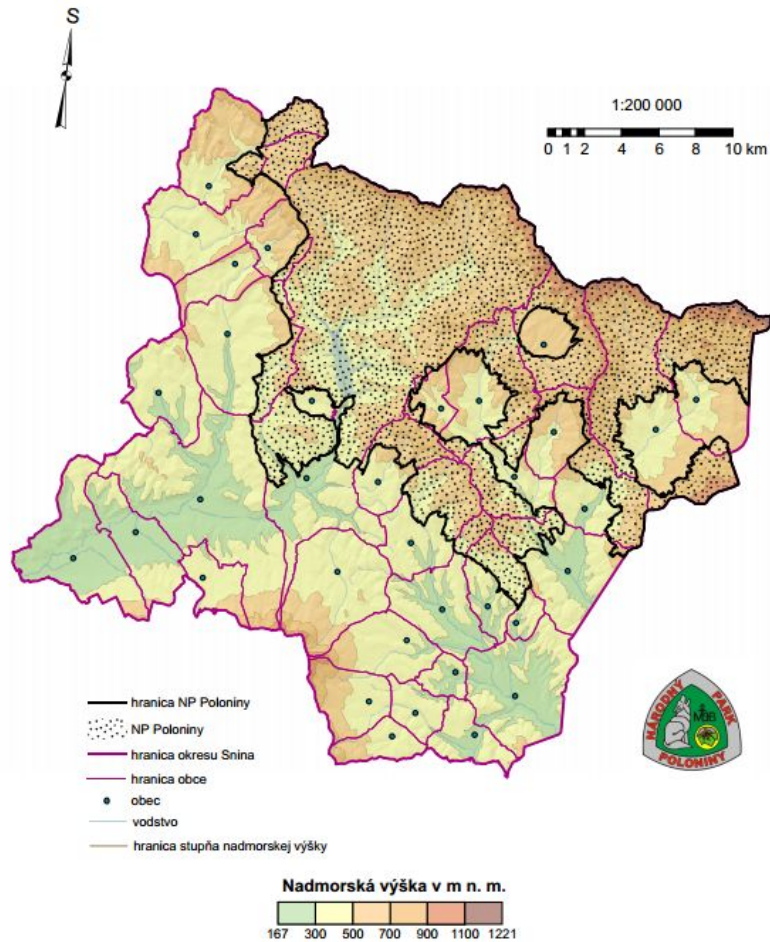 S
1:200 000
0 1 2 4 6 8 10 km
NÁRODNÝ PARK
POLONINY
hranica NP Poloniny
NP Poloniny
hranica okresu Snina
hranica obce
obec
vodstvo
hranica stupňa nadmorskej výšky
Nadmorská výška v m n. m.
167 300 500 700 900 1100 1221